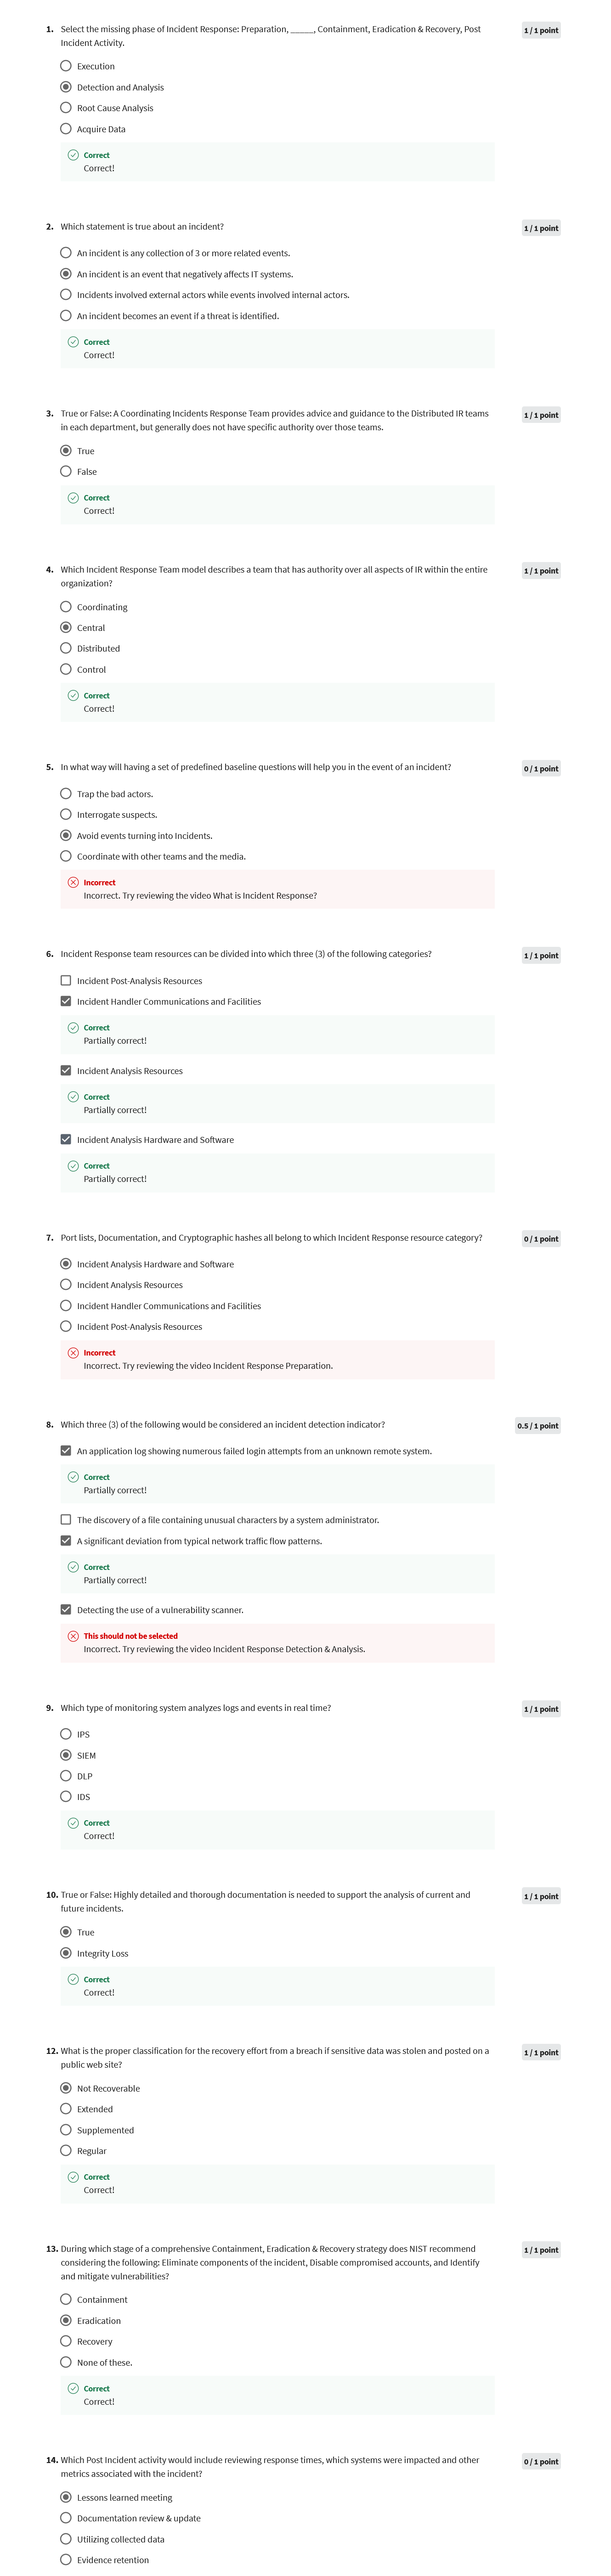 1. Select the missing phase of Incident Response: Preparation, _____, Containment, Eradication & Recovery, Post
Incident Activity.
1 / 1 point
Execution
Detection and Analysis
Root Cause Analysis
Acquire Data
Correct
Correct!
2. Which statement is true about an incident?
1 / 1 point
An incident is any collection of 3 or more related events.
An incident is an event that negatively affects IT systems.
Incidents involved external actors while events involved internal actors.
An incident becomes an event if a threat is identified.
Correct
Correct!
3. True or False: A Coordinating Incidents Response Team provides advice and guidance to the Distributed IR teams
in each department, but generally does not have specific authority over those teams.
1 / 1 point
True
False
Correct
Correct!
4. Which Incident Response Team model describes a team that has authority over all aspects of IR within the entire
organization?
1 / 1 point
Coordinating
Central
Distributed
Control
Correct
Correct!
5. In what way will having a set of predefined baseline questions will help you in the event of an incident?
0 / 1 point
Trap the bad actors.
Interrogate suspects.
Avoid events turning into Incidents.
Coordinate with other teams and the media.
Incorrect
Incorrect. Try reviewing the video What is Incident Response?
6. Incident Response team resources can be divided into which three (3) of the following categories?
1 / 1 point
Incident Post-Analysis Resources
Incident Handler Communications and Facilities
Correct
Partially correct!
Incident Analysis Resources
Correct
Partially correct!
Incident Analysis Hardware and Software
Correct
Partially correct!
7. Port lists, Documentation, and Cryptographic hashes all belong to which Incident Response resource category?
0 / 1 point
Incident Analysis Hardware and Software
Incident Analysis Resources
Incident Handler Communications and Facilities
Incident Post-Analysis Resources
Incorrect
Incorrect. Try reviewing the video Incident Response Preparation.
8. Which three (3) of the following would be considered an incident detection indicator?
0.5 / 1 point
An application log showing numerous failed login attempts from an unknown remote system.
Correct
Partially correct!
The discovery of a file containing unusual characters by a system administrator.
A significant deviation from typical network traffic flow patterns.
Correct
Partially correct!
Detecting the use of a vulnerability scanner.
This should not be selected
Incorrect. Try reviewing the video Incident Response Detection & Analysis.
9. Which type of monitoring system analyzes logs and events in real time?
1 / 1 point
IPS
SIEM
DLP
IDS
Correct
Correct!
10. True or False: Highly detailed and thorough documentation is needed to support the analysis of current and
future incidents.
1 / 1 point
True
Integrity Loss
Correct
Correct!
12. What is the proper classification for the recovery effort from a breach if sensitive data was stolen and posted on a
public web site?
1 / 1 point
Not Recoverable
Extended
Supplemented
Regular
Correct
Correct!
13. During which stage of a comprehensive Containment, Eradication & Recovery strategy does NIST recommend
considering the following: Eliminate components of the incident, Disable compromised accounts, and Identify
and mitigate vulnerabilities?
1 / 1 point
Containment
Eradication
Recovery
None of these.
Correct
Correct!
14. Which Post Incident activity would include reviewing response times, which systems were impacted and other
metrics associated with the incident?
0 / 1 point
Lessons learned meeting
Documentation review & update
Utilizing collected data
Evidence retention